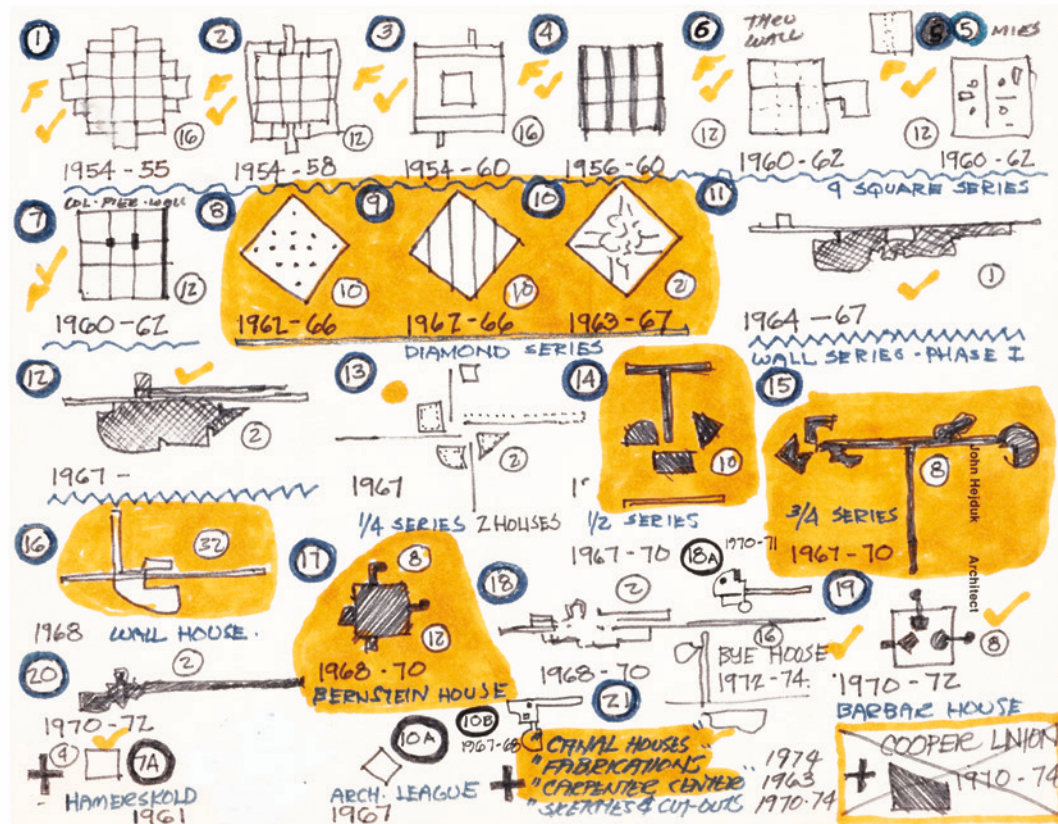 1
2
3
4
6
THRU WALL
5 5 MIES
F
F
F
F
F
F
16
12
16
12
12
1954-55
1954-58
1954-60
1956-60
1960-62
1960-62
9 SQUARE SERIES
7
COL·PIER·WALL
8
9
10
11
F
12
10
10
2
1
1960-62
1962-66
1962-66
1963-67
1964-67
DIAMOND SERIES
WALL SERIES·PHASE I
12
13
14
15
2
2
10
8
John Hejduk Architect
1967-
1967
1/4 SERIES 2 HOUSES
1/2 SERIES
1967-70
3/4 SERIES
1967-70
16
32
17
8
12
18
2
18A
1970-71
19
8
1968 WALL HOUSE.
1968-70
BERNSTEIN HOUSE
1968-70
16
BYE HOUSE
1972-74
1970-72
BARBAR HOUSE
20
2
1970-72
4
7A
HAMERSKOLD
1961
10A
ARCH. LEAGUE
1967
10B
1967-68
21
"CANAL HOUSES"
"FABRICATIONS" 1974
"CARPENTER CENTER" 1963
"SKETCHES & CUT-OUTS 1970-74
COOPER UNION
1970-74